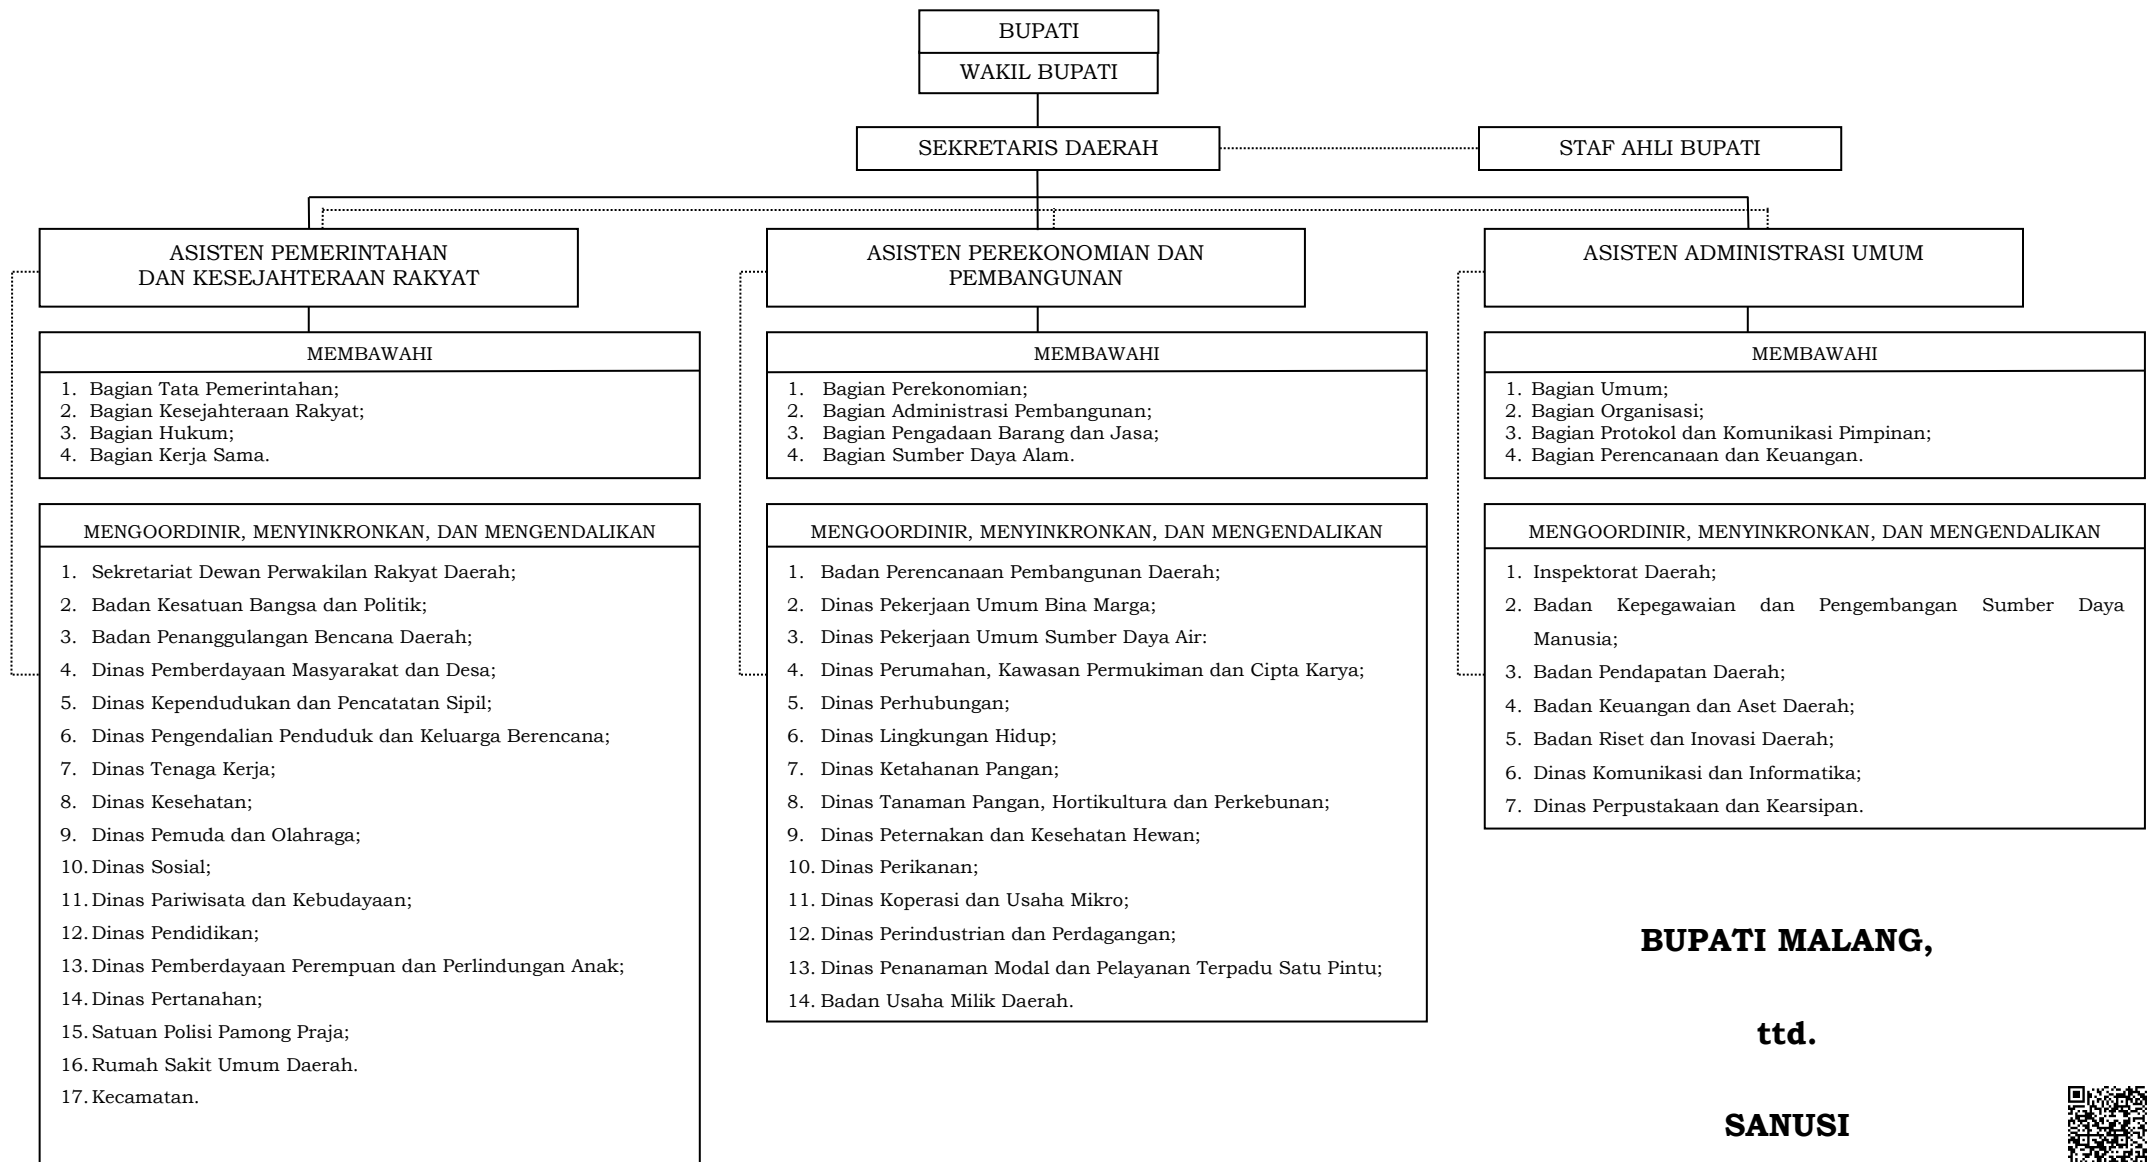 BUPATI
WAKIL BUPATI
SEKRETARIS DAERAH
STAF AHLI BUPATI
ASISTEN PEMERINTAHAN
DAN KESEJAHTERAAN RAKYAT
MEMBAWAHI
1. Bagian Tata Pemerintahan;
2. Bagian Kesejahteraan Rakyat;
3. Bagian Hukum;
4. Bagian Kerja Sama.
MENGOORDINIR, MENYINKRONKAN, DAN MENGENDALIKAN
1. Sekretariat Dewan Perwakilan Rakyat Daerah;
2. Badan Kesatuan Bangsa dan Politik;
3. Badan Penanggulangan Bencana Daerah;
4. Dinas Pemberdayaan Masyarakat dan Desa;
5. Dinas Kependudukan dan Pencatatan Sipil;
6. Dinas Pengendalian Penduduk dan Keluarga Berencana;
7. Dinas Tenaga Kerja;
8. Dinas Kesehatan;
9. Dinas Pemuda dan Olahraga;
10. Dinas Sosial;
11. Dinas Pariwisata dan Kebudayaan;
12. Dinas Pendidikan;
13. Dinas Pemberdayaan Perempuan dan Perlindungan Anak;
14. Dinas Pertanahan;
15. Satuan Polisi Pamong Praja;
16. Rumah Sakit Umum Daerah.
17. Kecamatan.
ASISTEN PEREKONOMIAN DAN
PEMBANGUNAN
MEMBAWAHI
1. Bagian Perekonomian;
2. Bagian Administrasi Pembangunan;
3. Bagian Pengadaan Barang dan Jasa;
4. Bagian Sumber Daya Alam.
MENGOORDINIR, MENYINKRONKAN, DAN MENGENDALIKAN
1. Badan Perencanaan Pembangunan Daerah;
2. Dinas Pekerjaan Umum Bina Marga;
3. Dinas Pekerjaan Umum Sumber Daya Air:
4. Dinas Perumahan, Kawasan Permukiman dan Cipta Karya;
5. Dinas Perhubungan;
6. Dinas Lingkungan Hidup;
7. Dinas Ketahanan Pangan;
8. Dinas Tanaman Pangan, Hortikultura dan Perkebunan;
9. Dinas Peternakan dan Kesehatan Hewan;
10. Dinas Perikanan;
11. Dinas Koperasi dan Usaha Mikro;
12. Dinas Perindustrian dan Perdagangan;
13. Dinas Penanaman Modal dan Pelayanan Terpadu Satu Pintu;
14. Badan Usaha Milik Daerah.
ASISTEN ADMINISTRASI UMUM
MEMBAWAHI
1. Bagian Umum;
2. Bagian Organisasi;
3. Bagian Protokol dan Komunikasi Pimpinan;
4. Bagian Perencanaan dan Keuangan.
MENGOORDINIR, MENYINKRONKAN, DAN MENGENDALIKAN
1. Inspektorat Daerah;
2. Badan Kepegawaian dan Pengembangan Sumber Daya
Manusia;
3. Badan Pendapatan Daerah;
4. Badan Keuangan dan Aset Daerah;
5. Badan Riset dan Inovasi Daerah;
6. Dinas Komunikasi dan Informatika;
7. Dinas Perpustakaan dan Kearsipan.
BUPATI MALANG,
ttd.
SANUSI